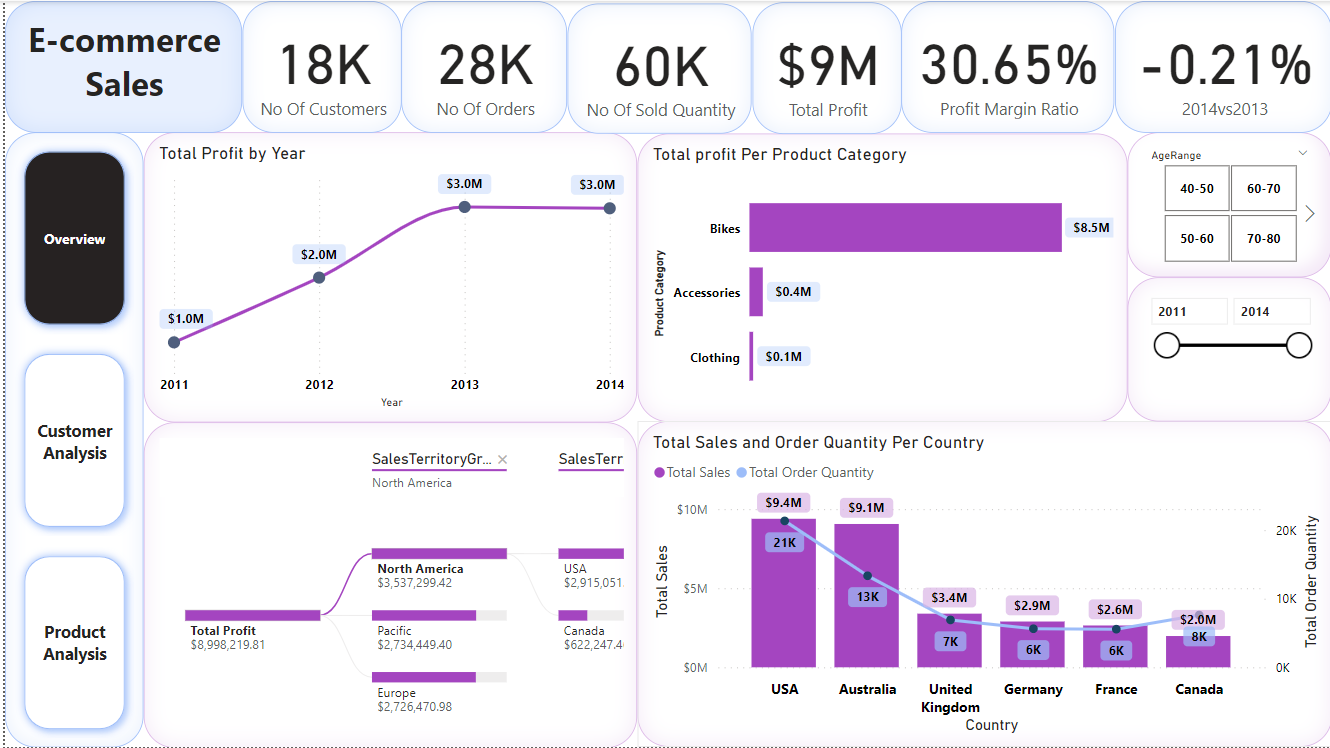 E-commerce
Sales
18K
No Of Customers
28K
No Of Orders
60K
No Of Sold Quantity
$9M
Total Profit
30.65%
Profit Margin Ratio
-0.21%
2014vs2013
Overview
Customer
Analysis
Product
Analysis
Total Profit by Year
$1.0M
$2.0M
$3.0M
$3.0M
2011
2012
2013
2014
Year
Total profit Per Product Category
Product Category
Bikes
$8.5M
Accessories
$0.4M
Clothing
$0.1M
AgeRange
40-50
60-70
50-60
70-80
2011
2014
SalesTerritoryGr...
North America
SalesTerr
Total Profit
$8,998,219.81
North America
$3,537,299.42
Pacific
$2,734,449.40
Europe
$2,726,470.98
USA
$2,915,051.
Canada
$622,247.4
Total Sales and Order Quantity Per Country
Total Sales
Total Order Quantity
Total Sales
$10M
$5M
$0M
$9.4M
$9.1M
$3.4M
$2.9M
$2.6M
$2.0M
21K
13K
7K
6K
6K
8K
20K
10K
0K
Total Order Quantity
USA
Australia
United
Kingdom
Germany
France
Canada
Country